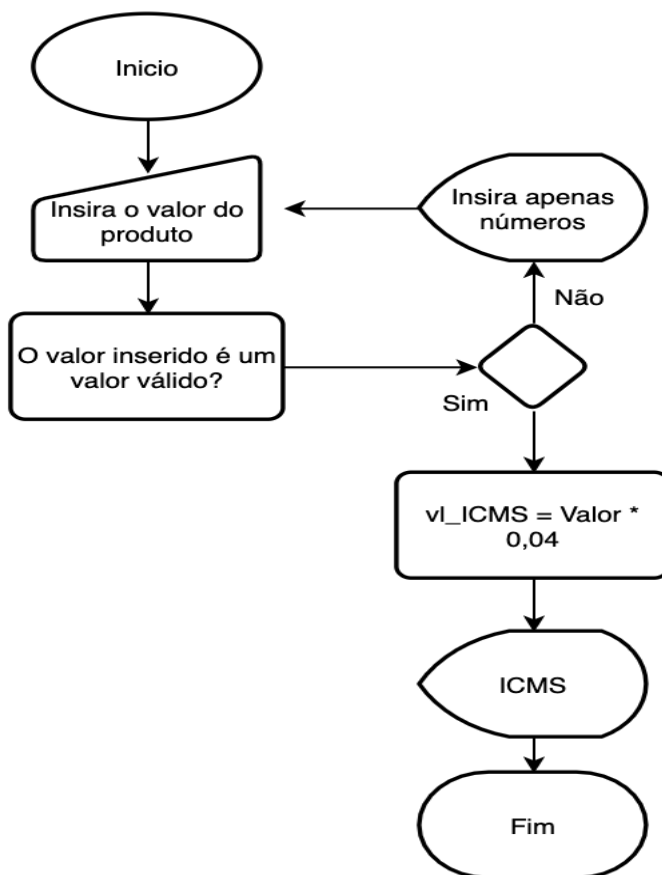 Inicio
Insira o valor do
produto
Insira apenas
números
O valor inserido é um
valor válido?
Não
Sim
vl_ICMS = Valor *
0,04
ICMS
Fim